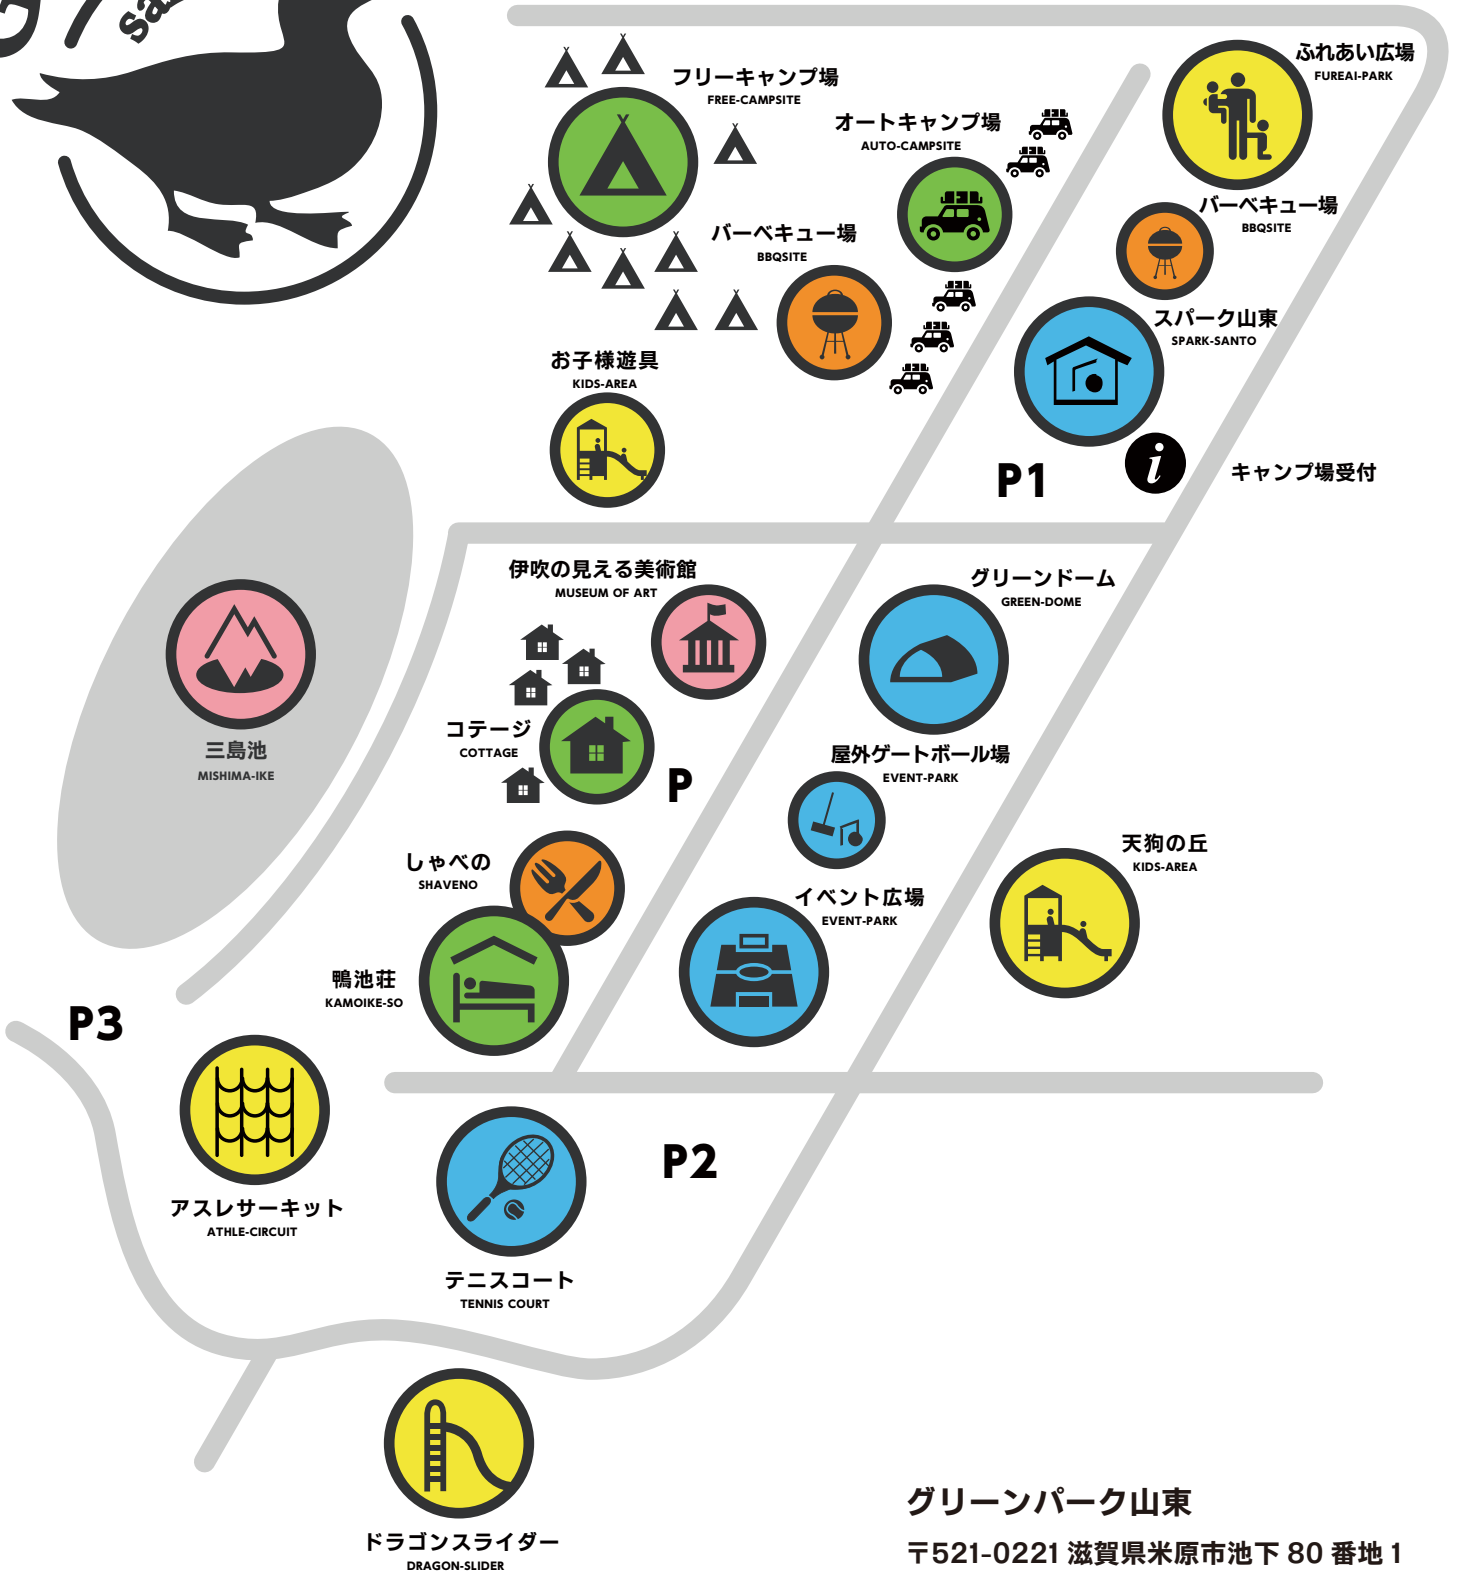 sa
フリーキャンプ場
FREE-CAMPSITE
オートキャンプ場
AUTO-CAMPSITE
ふれあい広場
FUREAI-PARK
バーベキュー場
BBQSITE
バーベキュー場
BBQSITE
スパーク山東
SPARK-SANTO
お子様遊具
KIDS-AREA
P1
i
キャンプ場受付
伊吹の見える美術館
MUSEUM OF ART
グリーンドーム
GREEN-DOME
三島池
MISHIMA-IKE
コテージ
COTTAGE
P
屋外ゲートボール場
EVENT-PARK
しゃべの
SHAVENO
天狗の丘
KIDS-AREA
イベント広場
EVENT-PARK
鴨池荘
KAMOIKE-SO
P3
P2
アスレサーキット
ATHLE-CIRCUIT
テニスコート
TENNIS COURT
ドラゴンスライダー
DRAGON-SLIDER
グリーンパーク山東
〒521-0221 滋賀県米原市池下 80 番地 1